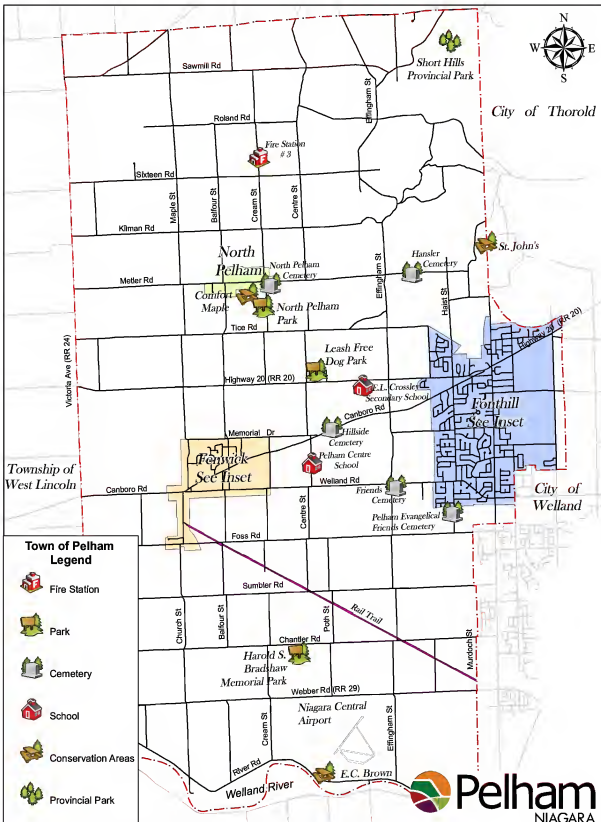 N
W
E
S
Sawmill Rd
Effingham St
Short Hills
Provincial Park
City of Thorold
Roland Rd
Fire Station
# 3
Sixteen Rd
Maple St
Balfour St
Cream St
Centre St
Kilman Rd
North
Pelham
North Pelham
Cemetery
Hansler
Cemetery
St. John's
Metler Rd
Effingham St
Haist St
Comfort
Maple
North Pelham
Park
Tice Rd
Highway 20 (RR 20)
Victoria Ave (RR 24)
Leash Free
Dog Park
Highway 20 (RR 20)
E.L. Crossley
Secondary School
Canboro Rd
Fonthill
See Inset
Memorial Dr
Hillside
Cemetery
Township of
West Lincoln
Fenwick
See Inset
Pelham Centre
School
Canboro Rd
Welland Rd
Friends
Cemetery
City of
Welland
Centre St
Pelham Evangelical
Friends Cemetery
Foss Rd
Town of Pelham
Legend
Fire Station
Park
Cemetery
School
Conservation Areas
Provincial Park
Sumbler Rd
Church St
Balfour St
Poth St
Rail Trail
Chantler Rd
Murdoch St
Harold S.
Bradshaw
Memorial Park
Webber Rd (RR 29)
Cream St
Niagara Central
Airport
Effingham St
River Rd
Welland River
E.C. Brown
Pelham
NIAGARA